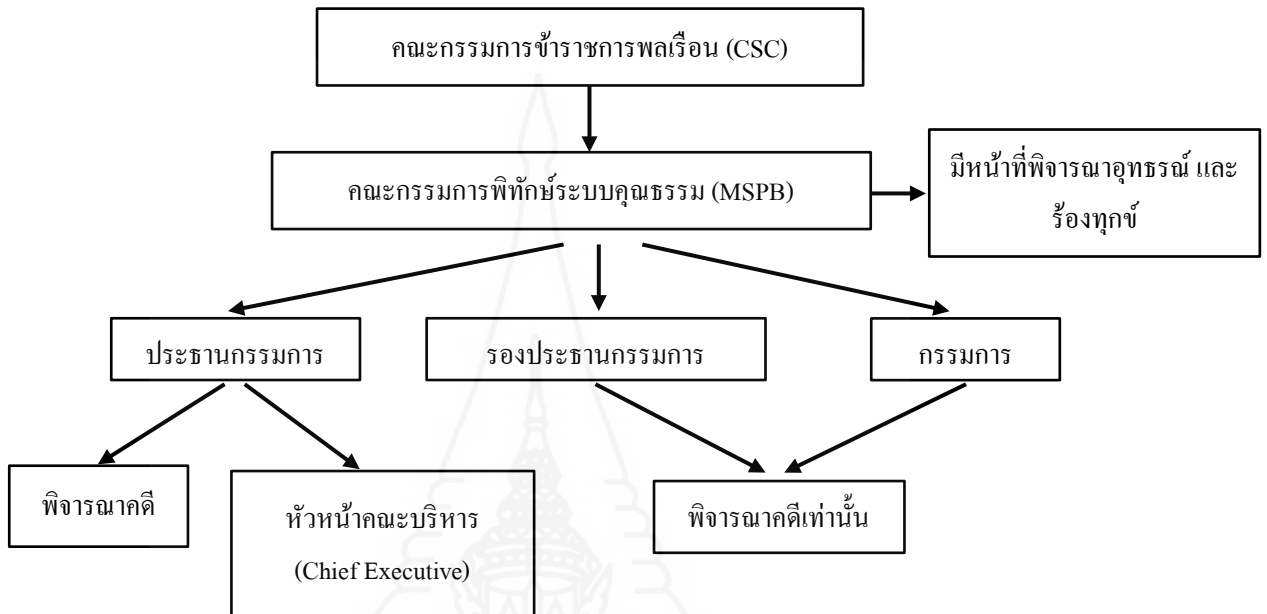 คณะกรรมการข้าราชการพลเรือน (CSC)
คณะกรรมการพิทักษ์ระบบคุณธรรม (MSPB)
มีหน้าที่พิจารณาอุทธรณ์ และ
ร้องทุกข์
ประธานกรรมการ
รองประธานกรรมการ
กรรมการ
พิจารณาคดี
หัวหน้าคณะบริหาร
(Chief Executive)
พิจารณาคดีเท่านั้น